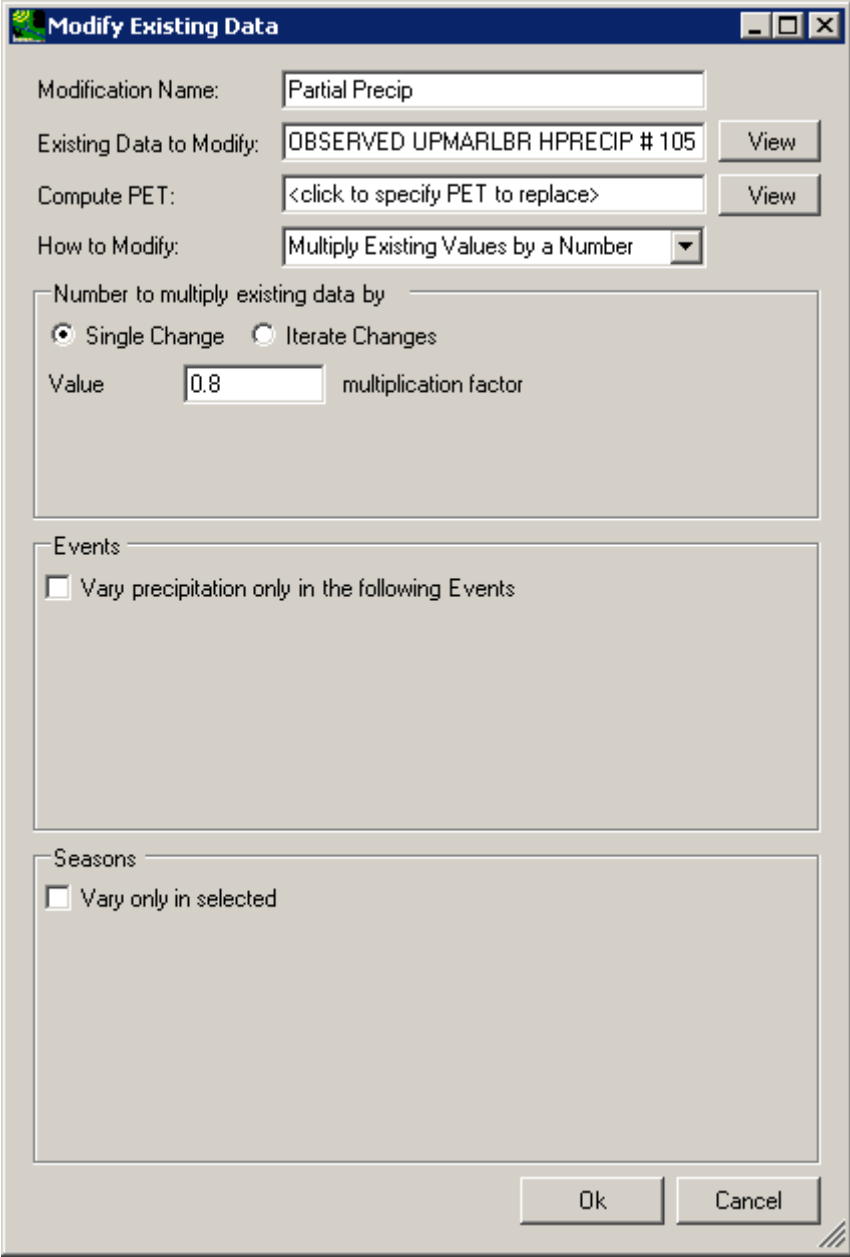 Modify Existing Data
Modification Name: Partial Precip
Existing Data to Modify: OBSERVED UPMARLBR HPRECIP # 105 View
Compute PET: <click to specify PET to replace> View
How to Modify: Multiply Existing Values by a Number
Number to multiply existing data by
Single Change Iterate Changes
Value 0.8 multiplication factor
Events
Vary precipitation only in the following Events
Seasons
Vary only in selected
Ok Cancel